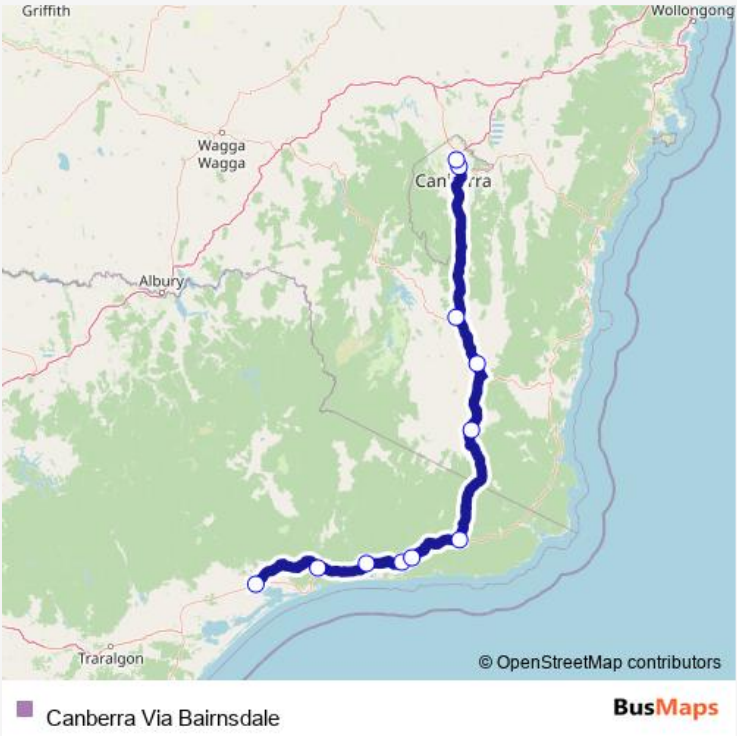 Griffith
Wollongong
Wagga
Wagga
Canberra
Albury
Traralgon
© OpenStreetMap contributors
Canberra Via Bairnsdale
BusMaps